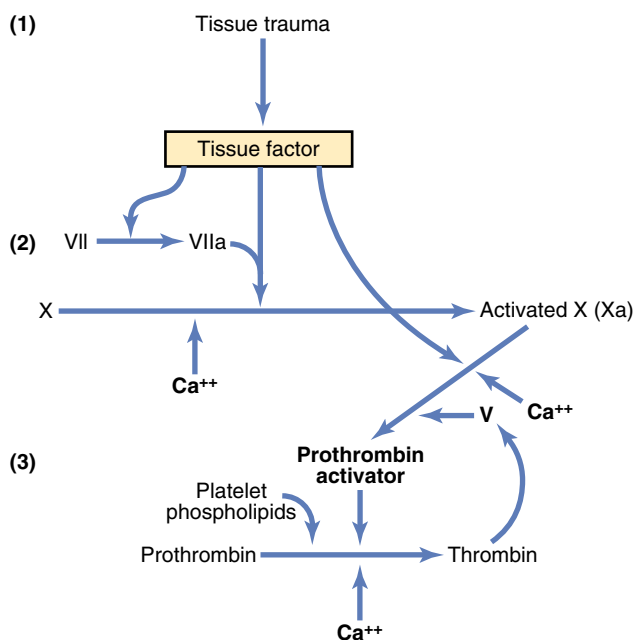 (1)
Tissue trauma
Tissue factor
(2)
VII
VIIa
X
Activated X (Xa)
Ca++
V
Ca++
(3)
Prothrombin
activator
Platelet
phospholipids
Prothrombin
Thrombin
Ca++